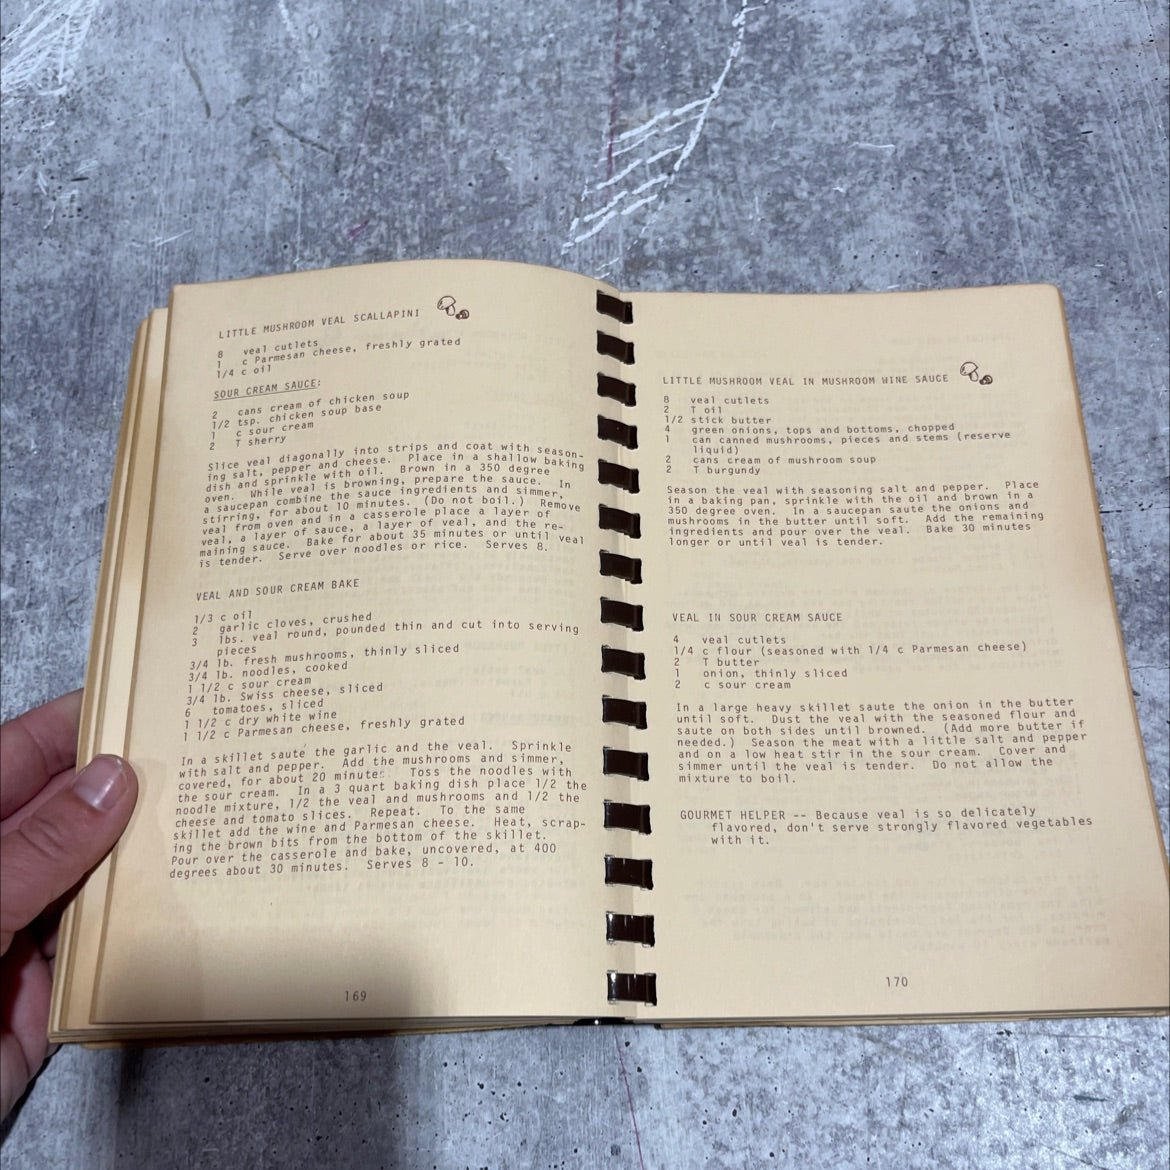 LITTLE MUSHROOM VEAL SCALLAPINI
8 veal cutlets
1 c Parmesan cheese, freshly grated
1/4 c oil
SOUR CREAM SAUCE:
2 cans cream of chicken soup
1/2 tsp. chicken soup base
1 c sour cream
2 T sherry
Slice veal diagonally into strips and coat with season-
ing salt, pepper and cheese. Place in a shallow baking
dish and sprinkle with oil. Brown in a 350 degree
oven. While veal is browning, prepare the sauce. In
a saucepan combine the sauce ingredients and simmer,
stirring, for about 10 minutes. (Do not boil.) Remove
veal from oven and in a casserole place a layer of
veal, a layer of sauce, a layer of veal, and the re-
maining sauce. Bake for about 35 minutes or until veal
is tender. Serve over noodles or rice. Serves 8.
VEAL AND SOUR CREAM BAKE
1/3 c oil
2 garlic cloves, crushed
3 lbs. veal round, pounded thin and cut into serving
pieces
3/4 lb. fresh mushrooms, thinly sliced
3/4 lb. noodles, cooked
1 1/2 c sour cream
3/4 lb. Swiss cheese, sliced
6 tomatoes, sliced
1 1/2 c dry white wine
1 1/2 c Parmesan cheese, freshly grated
In a skillet sauté the garlic and the veal. Sprinkle
with salt and pepper. Add the mushrooms and simmer,
covered, for about 20 minutes. Toss the noodles with
the sour cream. In a 3 quart baking dish place 1/2 the
noodle mixture, 1/2 the veal and mushrooms and 1/2 the
cheese and tomato slices. Repeat. To the same
skillet add the wine and Parmesan cheese. Heat, scrap-
ing the brown bits from the bottom of the skillet.
Pour over the casserole and bake, uncovered, at 400
degrees about 30 minutes. Serves 8 - 10.
169
LITTLE MUSHROOM VEAL IN MUSHROOM WINE SAUCE
8 veal cutlets
2 T oil
1/2 stick butter
4 green onions, tops and bottoms, chopped
1 can canned mushrooms, pieces and stems (reserve
liquid)
2 cans cream of mushroom soup
2 T burgundy
Season the veal with seasoning salt and pepper. Place
in a baking pan, sprinkle with the oil and brown in a
350 degree oven. In a saucepan saute the onions and
mushrooms in the butter until soft. Add the remaining
ingredients and pour over the veal. Bake 30 minutes
longer or until veal is tender.
VEAL IN SOUR CREAM SAUCE
4 veal cutlets
1/4 c flour (seasoned with 1/4 c Parmesan cheese)
2 T butter
1 onion, thinly sliced
2 c sour cream
In a large heavy skillet saute the onion in the butter
until soft. Dust the veal with the seasoned flour and
saute on both sides until browned. (Add more butter if
needed.) Season the meat with a little salt and pepper
and on a low heat stir in the sour cream. Cover and
simmer until the veal is tender. Do not allow the
mixture to boil.
GOURMET HELPER -- Because veal is so delicately
flavored, don't serve strongly flavored vegetables
with it.
170